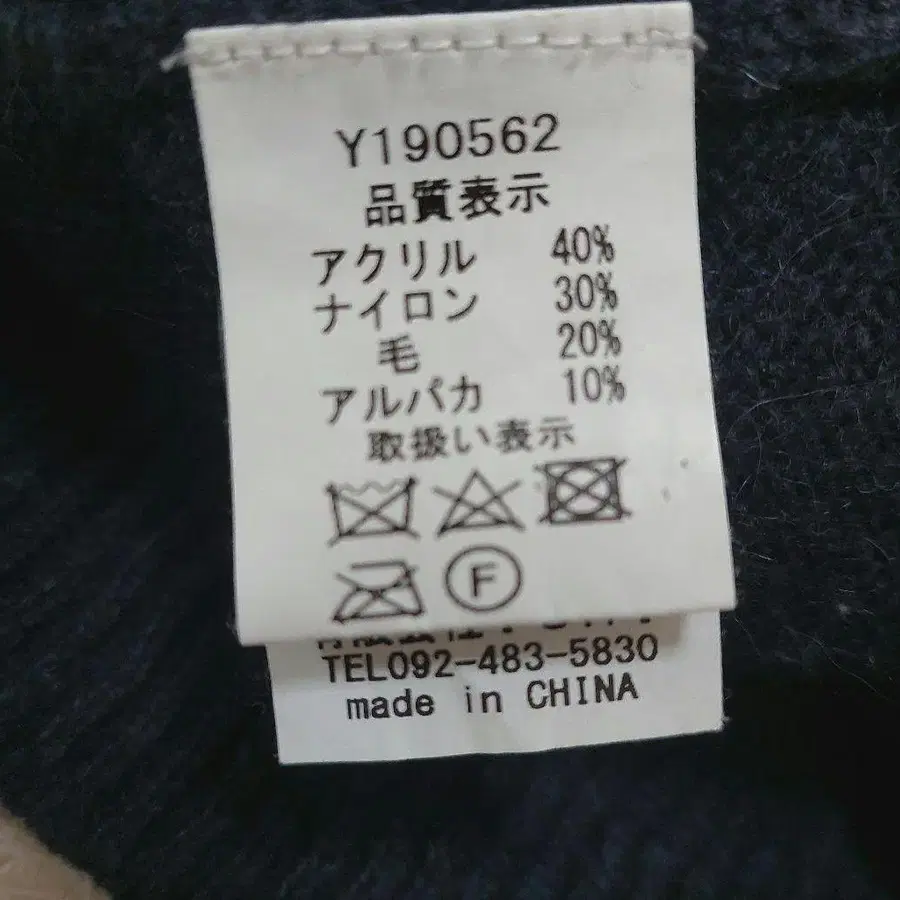 Y190562
品質表示
アクリル 40%
ナイロン 30%
毛 20%
アルパカ 10%
取扱い表示
F
TEL092-483-5830
made in CHINA